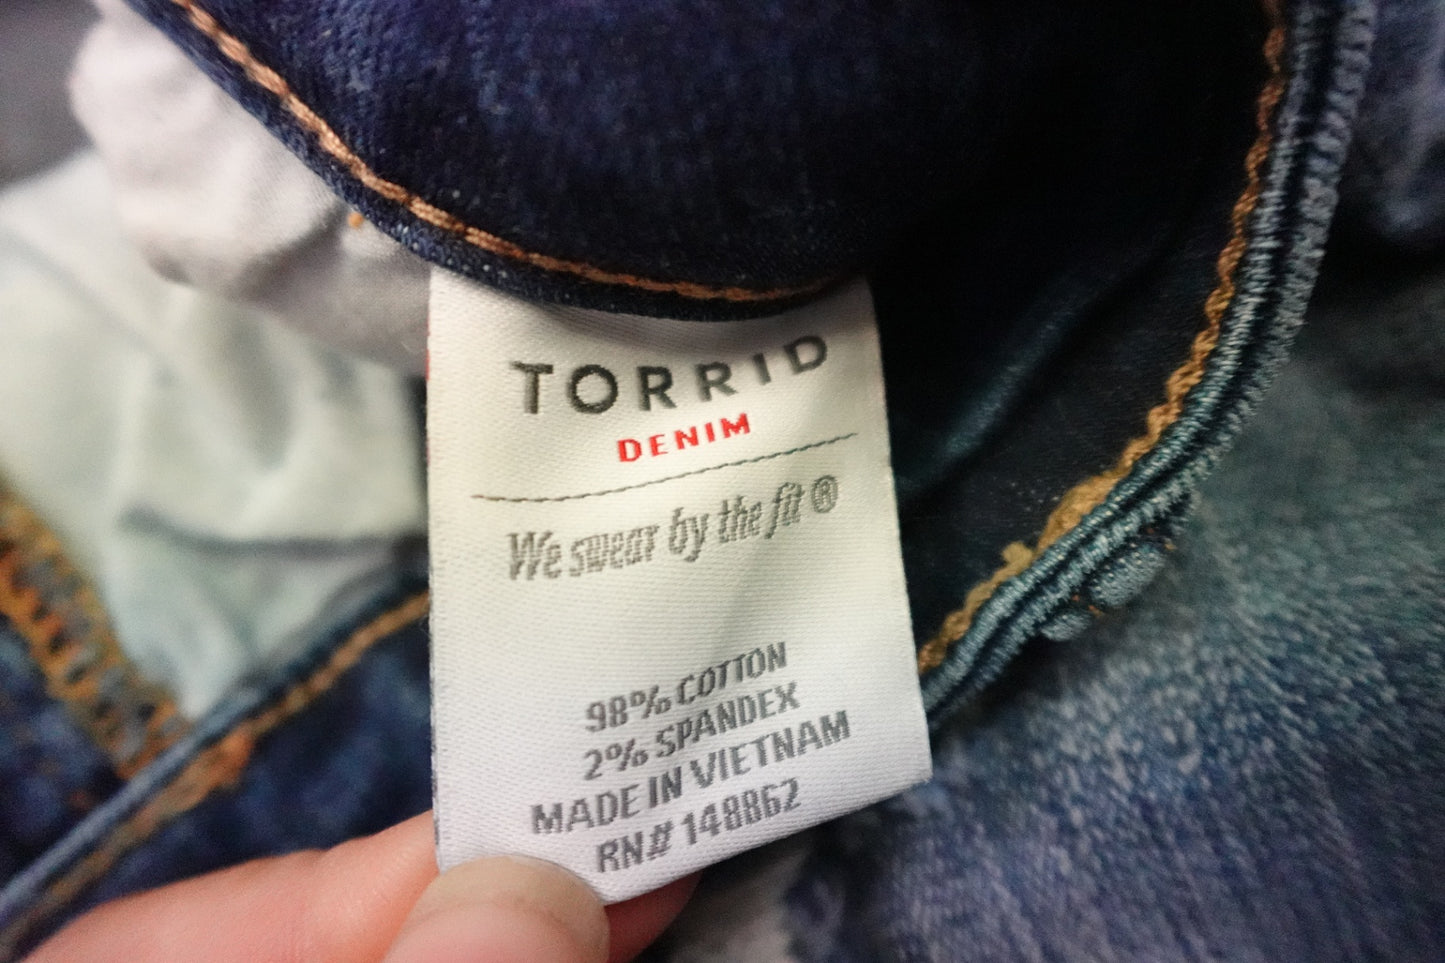 TORRID
DENIM
We swear by the fit®
98% COTTON
2% SPANDEX
MADE IN VIETNAM
RN# 148862